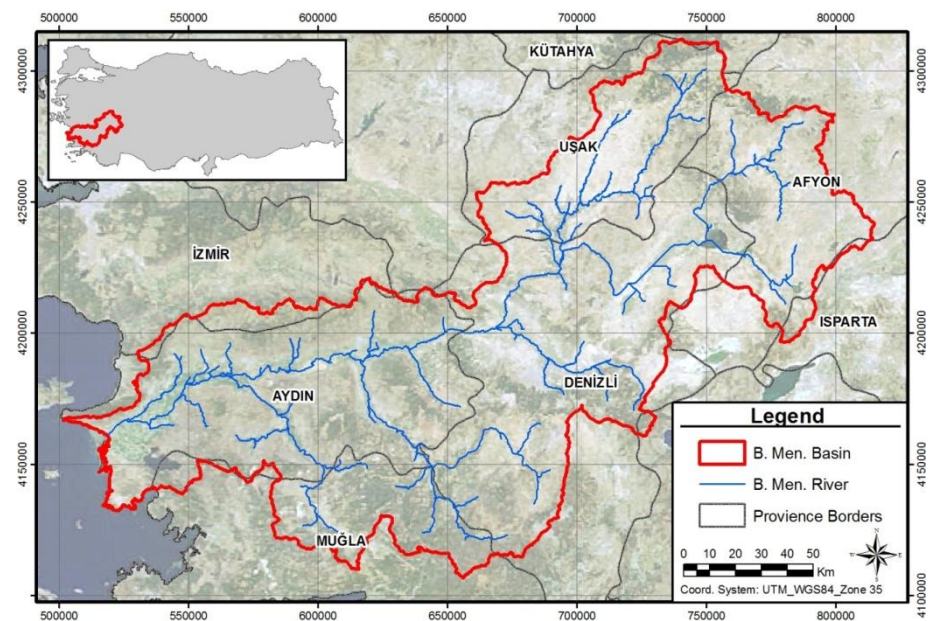 500000 550000 600000 650000 700000 750000 800000
4300000
4300000
KÜTAHYA
UŞAK
AFYON
4250000
4250000
İZMİR
ISPARTA
4200000
4200000
AYDIN
DENİZLİ
4150000
4150000
MUĞLA
4100000
Legend
B. Men. Basin
B. Men. River
Provience Borders
N
W E
S
0 10 20 30 40 50
Km
Coord. System: UTM_WGS84_Zone 35
500000 550000 600000 650000 700000 750000 800000